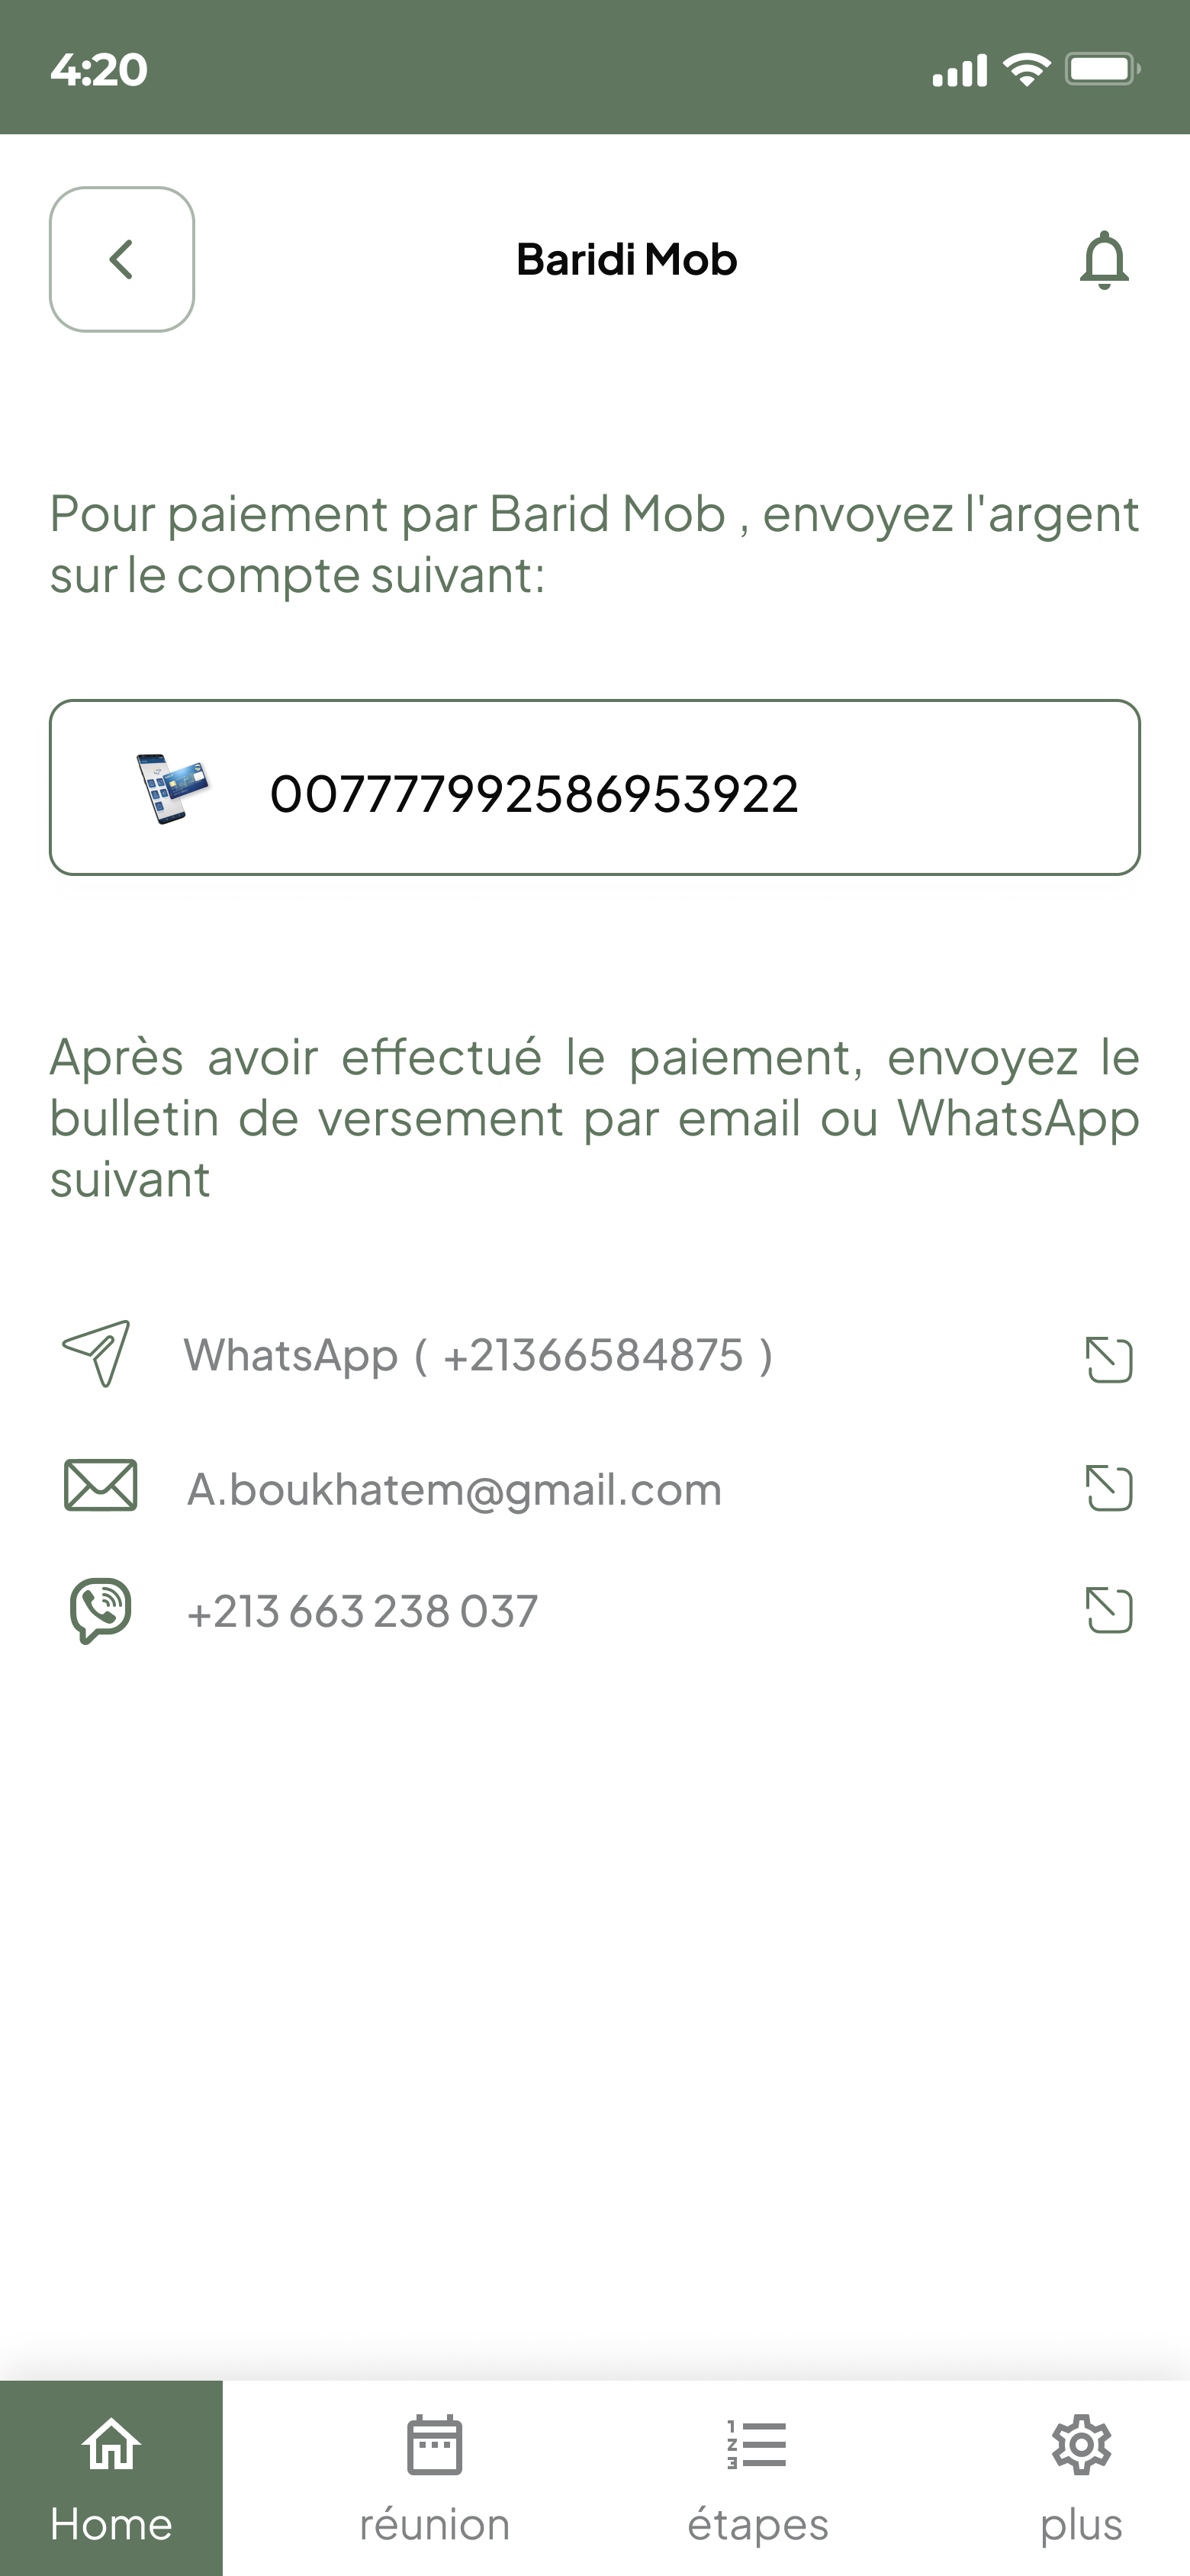 4:20
Baridi Mob
Pour paiement par Barid Mob , envoyez l'argent
sur le compte suivant:
007777992586953922
Après avoir effectué le paiement, envoyez le
bulletin de versement par email ou WhatsApp
suivant
WhatsApp ( +21366584875 )
A.boukhatem@gmail.com
+213 663 238 037
Home réunion étapes plus